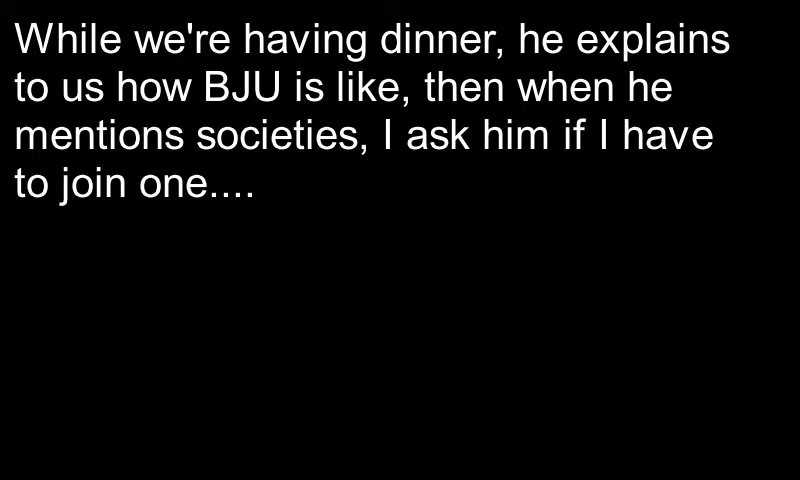 While we're having dinner, he explains
to us how BJU is like, then when he
mentions societies, I ask him if I have
to join one....